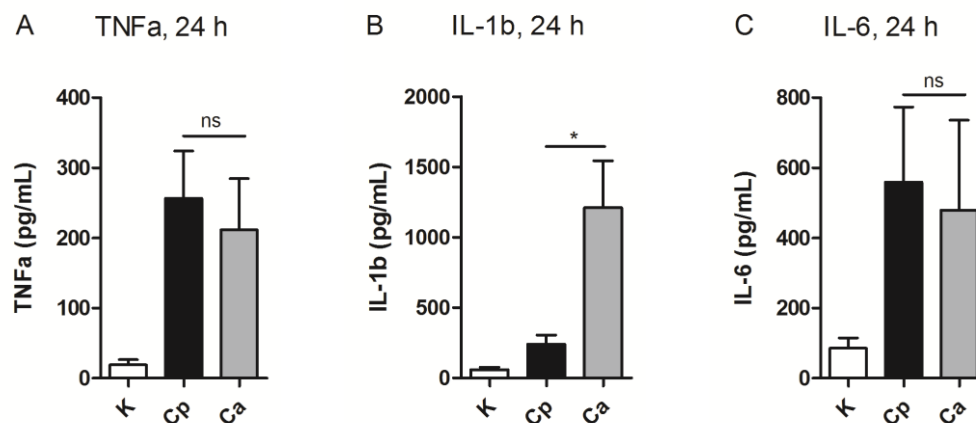 A TNFa, 24 h
400
300
200
100
0
TNFa (pg/mL)
ns
K Cp Ca
B IL-1b, 24 h
2000
1500
1000
500
0
IL-1b (pg/mL)
*
K Cp Ca
C IL-6, 24 h
800
600
400
200
0
IL-6 (pg/mL)
ns
K Cp Ca